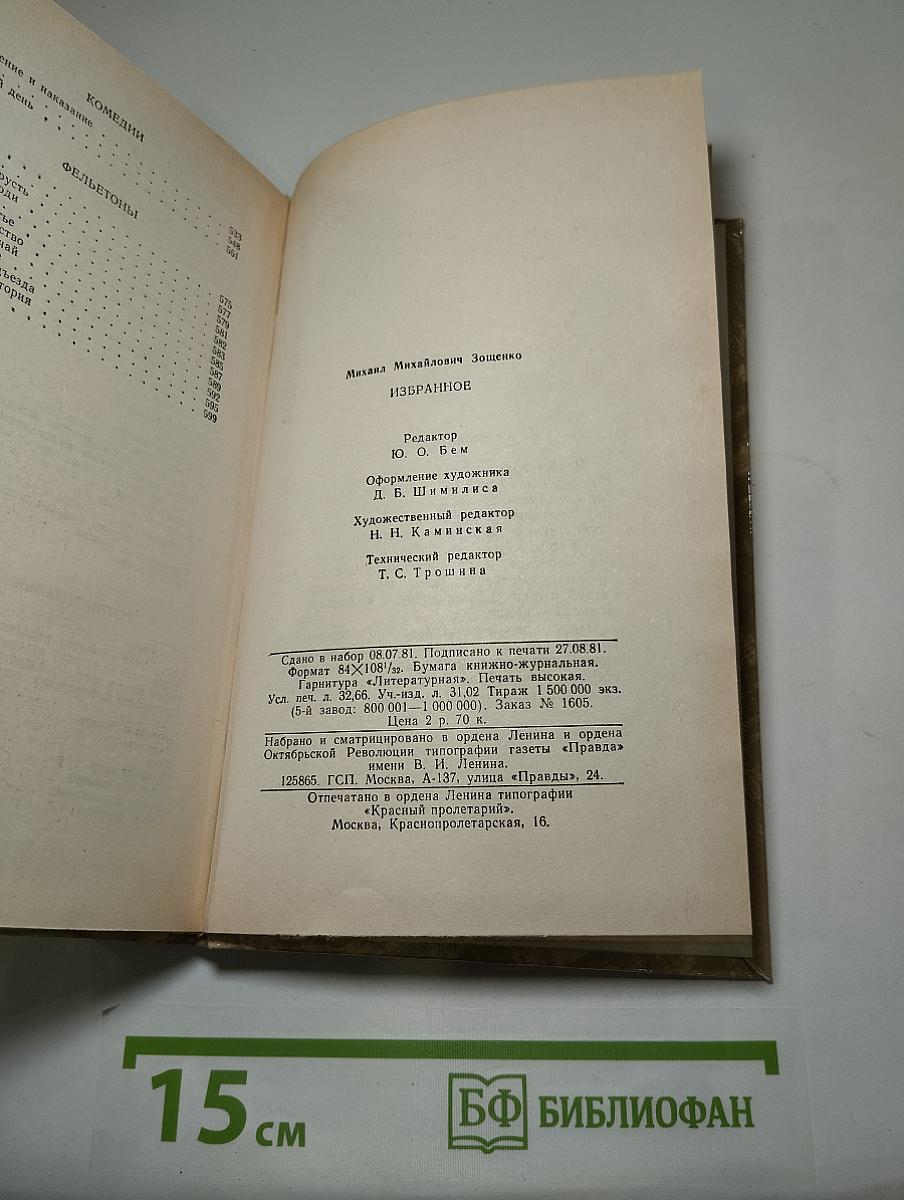 КОМЕДИИ
и наказание
день
533
548
561
ФЕЛЬЕТОНЫ
575
577
579
581
582
583
585
587
589
592
595
599
Михаил Михайлович Зощенко
ИЗБРАННОЕ
Редактор
Ю. О. Бем
Оформление художника
Д. Б. Шимилиса
Художественный редактор
Н. Н. Каминская
Технический редактор
Т. С. Трошина
Сдано в набор 08.07.81. Подписано к печати 27.08.81.
Формат 84×108¹/₃₂. Бумага книжно-журнальная.
Гарнитура «Литературная». Печать высокая.
Усл. печ. л. 32,66. Уч.-изд. л. 31,02 Тираж 1 500 000 экз.
(5-й завод: 800 001—1 000 000). Заказ № 1605.
Цена 2 р. 70 к.
Набрано и сматрицировано в ордена Ленина и ордена
Октябрьской Революции типографии газеты «Правда»
имени В. И. Ленина.
125865. ГСП. Москва, А-137, улица «Правды», 24.
Отпечатано в ордена Ленина типографии
«Красный пролетарий».
Москва, Краснопролетарская, 16.
15 см
БФ БИБЛИОФАН